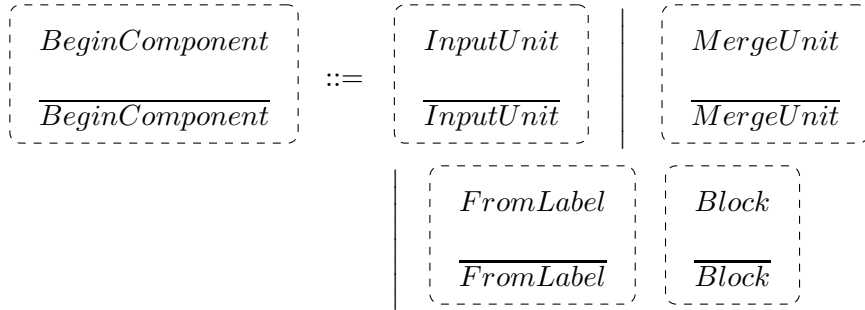 BeginComponent ::= InputUnit | MergeUnit
BeginComponent InputUnit MergeUnit
| FromLabel Block
FromLabel Block